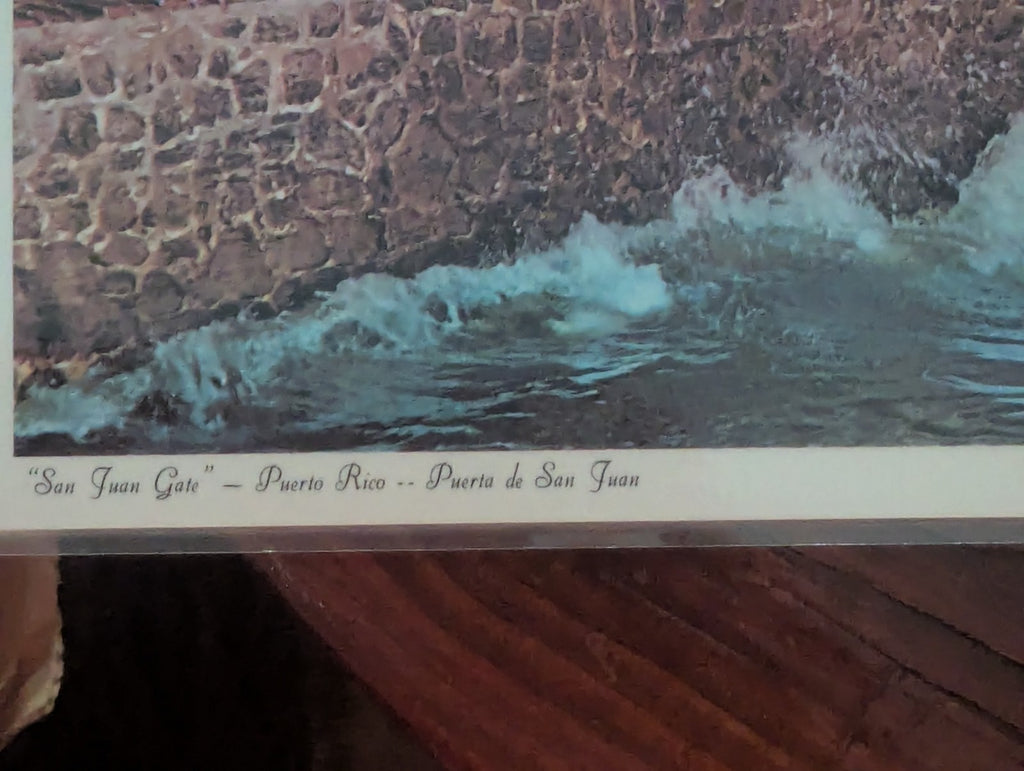 "San Juan Gate" — Puerto Rico -- Puerta de San Juan